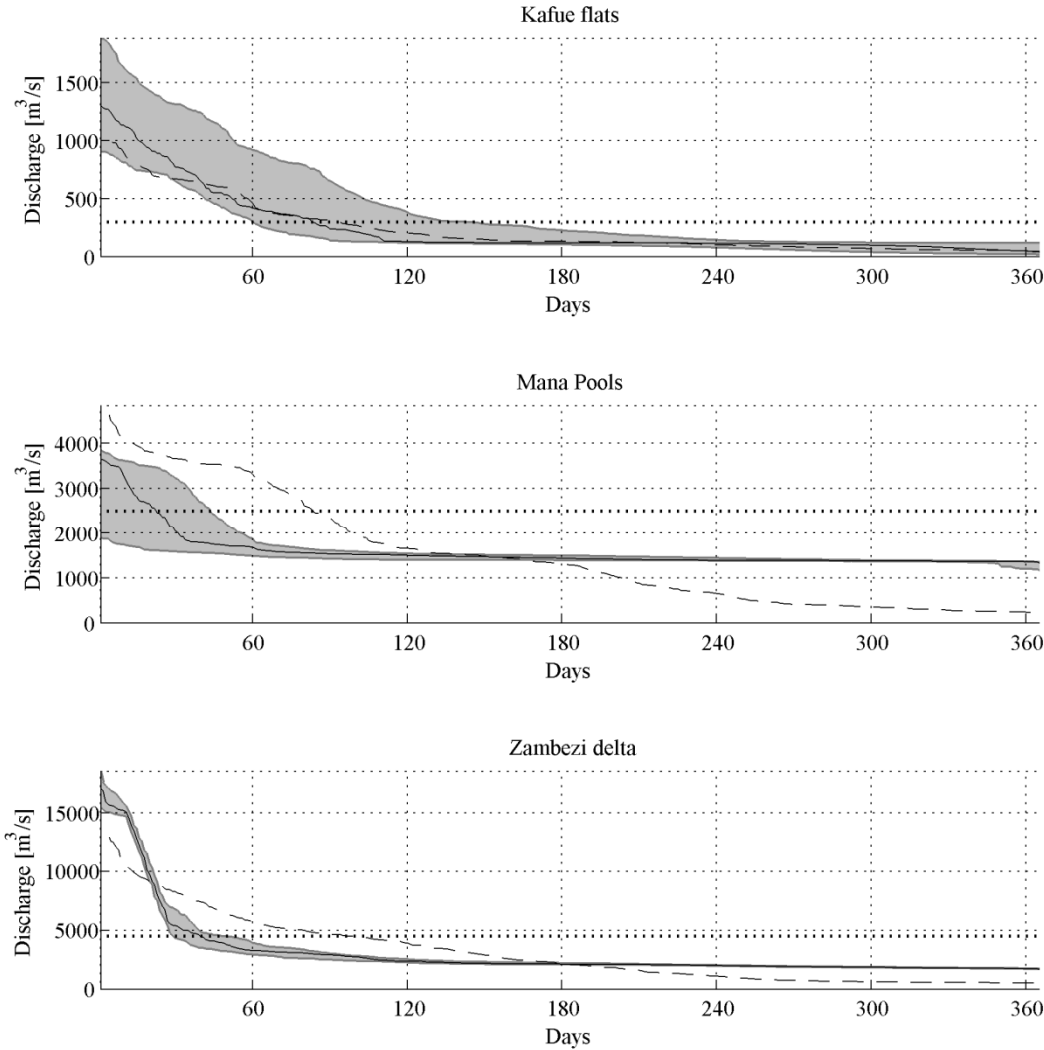 Kafue flats
Discharge [m³/s]
1500
1000
500
0
60 120 180 240 300 360
Days
Mana Pools
Discharge [m³/s]
4000
3000
2000
1000
0
60 120 180 240 300 360
Days
Zambezi delta
Discharge [m³/s]
15000
10000
5000
0
60 120 180 240 300 360
Days